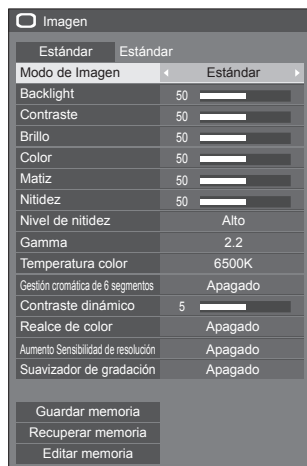 Imagen
Estándar Estándar
Modo de Imagen Estándar
Backlight 50
Contraste 50
Brillo 50
Color 50
Matiz 50
Nitidez 50
Nivel de nitidez Alto
Gamma 2.2
Temperatura color 6500K
Gestión cromática de 6 segmentos Apagado
Contraste dinámico 5
Realce de color Apagado
Aumento Sensibilidad de resolución Apagado
Suavizador de gradación Apagado
Guardar memoria
Recuperar memoria
Editar memoria